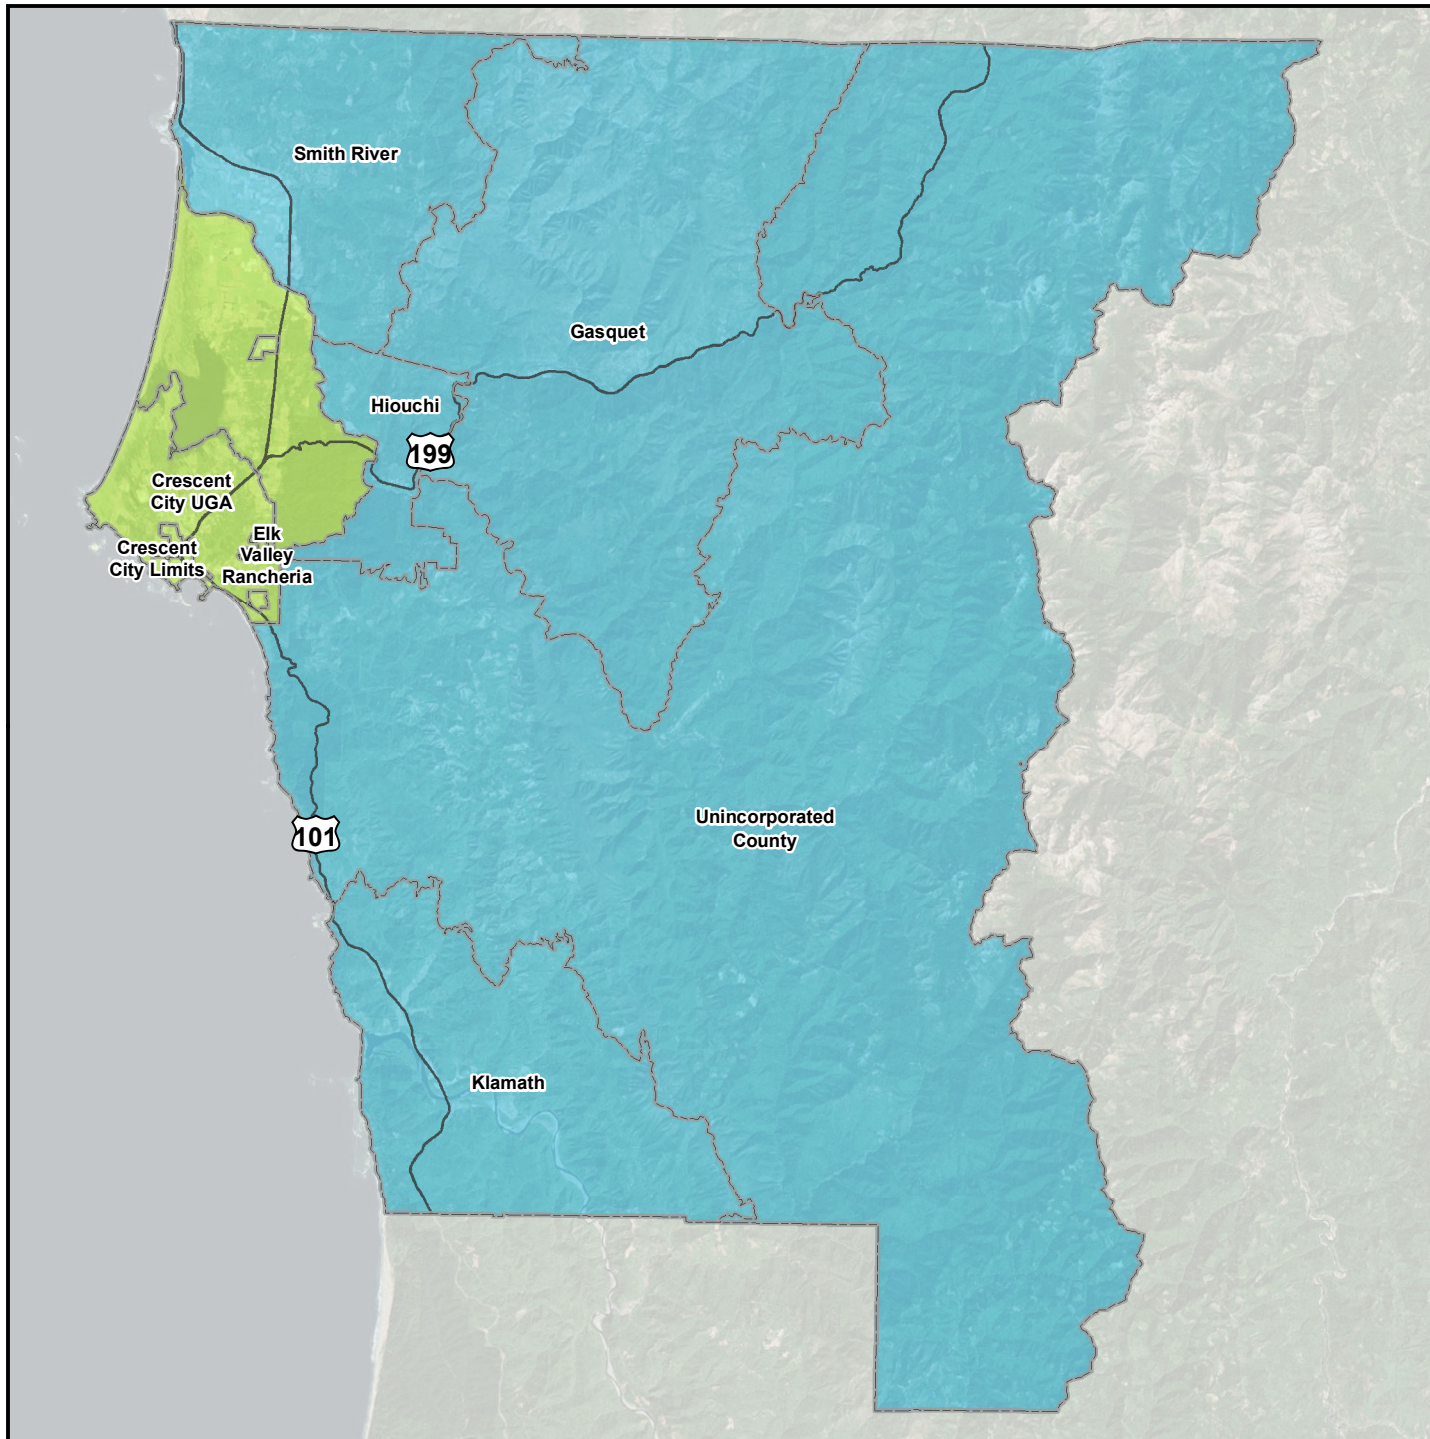 Smith River
Gasquet
Hiouchi
199
Crescent
City UGA
Elk
Valley
Rancheria
Crescent
City Limits
Unincorporated
County
101
Klamath